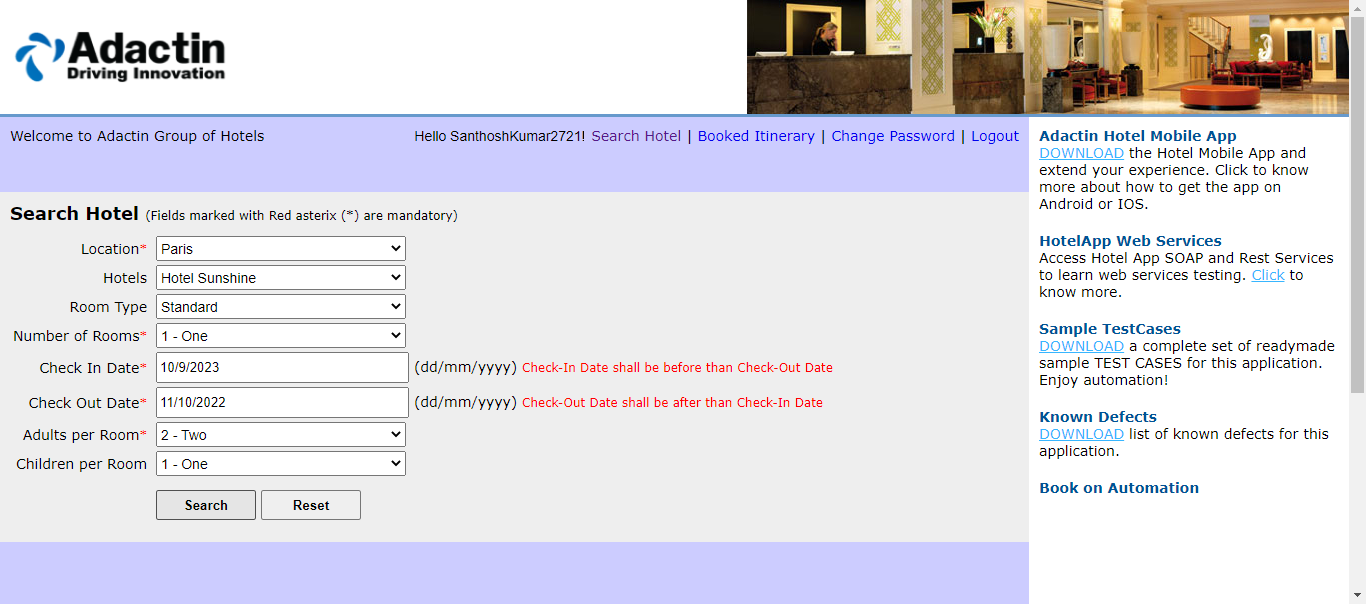 Adactin
Driving Innovation
Welcome to Adactin Group of Hotels
Hello SanthoshKumar2721! Search Hotel | Booked Itinerary | Change Password | Logout
Search Hotel (Fields marked with Red asterix (*) are mandatory)
Location* Paris
Hotels Hotel Sunshine
Room Type Standard
Number of Rooms* 1 - One
Check In Date* 10/9/2023 (dd/mm/yyyy) Check-In Date shall be before than Check-Out Date
Check Out Date* 11/10/2022 (dd/mm/yyyy) Check-Out Date shall be after than Check-In Date
Adults per Room* 2 - Two
Children per Room 1 - One
Search Reset
Adactin Hotel Mobile App
DOWNLOAD the Hotel Mobile App and
extend your experience. Click to know
more about how to get the app on
Android or IOS.
HotelApp Web Services
Access Hotel App SOAP and Rest Services
to learn web services testing. Click to
know more.
Sample TestCases
DOWNLOAD a complete set of readymade
sample TEST CASES for this application.
Enjoy automation!
Known Defects
DOWNLOAD list of known defects for this
application.
Book on Automation